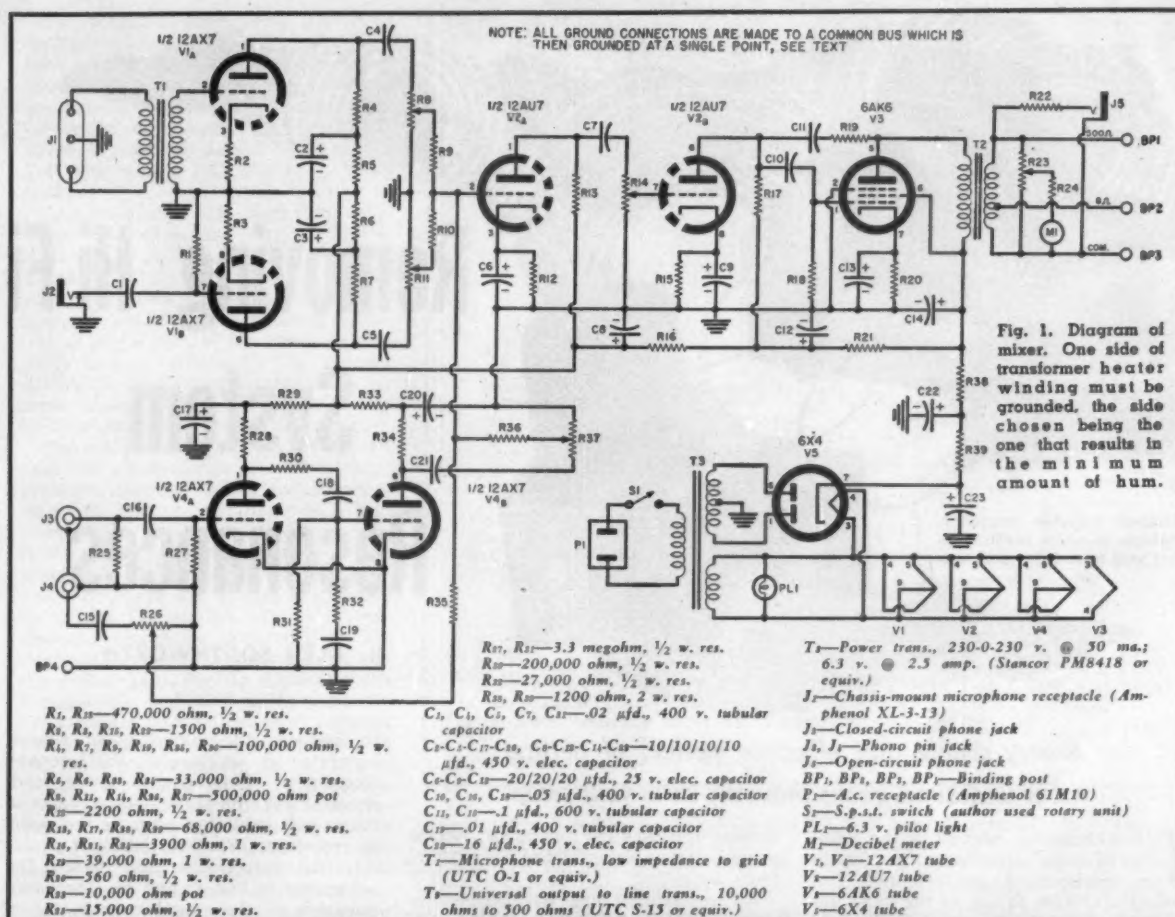 NOTE: ALL GROUND CONNECTIONS ARE MADE TO A COMMON BUS WHICH IS
THEN GROUNDED AT A SINGLE POINT, SEE TEXT
1/2 12AX7
V1A
T1
J1
R1
R2
R3
C1
C2
C3
J2
1/2 12AX7
V1B
C4
R4
R5
R6
R7
C5
R8
R9
R10
R11
1/2 12AU7
V2A
C6
R12
R13
C7
R14
C8
1/2 12AU7
V2B
R15
C9
R16
R17
C10
C11
R18
R19
C12
6AK6
V3
C13
R20
C14
R21
T2
R22
J5
500Ω
BP1
R23
R24
8Ω
BP2
M1
COM.
BP3
Fig. 1. Diagram of
mixer. One side of
transformer heater
winding must be
grounded, the side
chosen being the
one that results in
the minimum
amount of hum.
C17
R29
R33
C20
R28
R30
R34
R36
R37
C21
C18
1/2 12AX7
V4A
1/2 12AX7
V4B
J3
C16
R25
R27
J4
C15
R26
R31
R32
C19
R35
BP4
R38
C22
R39
C23
6X4
V5
T3
S1
P1
PL1
V1
V2
V4
V3
470,000 ohm, ½ w. res.
1500 ohm, ½ w. res.
100,000 ohm, ½ w.
res.
33,000 ohm, ½ w. res.
500,000 ohm pot
2200 ohm, ½ w. res.
68,000 ohm, ½ w. res.
3900 ohm, 1 w. res.
39,000 ohm, 1 w. res.
560 ohm, ½ w. res.
10,000 ohm pot
15,000 ohm, ½ w. res.
3.3 megohm, ½ w. res.
200,000 ohm, ½ w. res.
27,000 ohm, ½ w. res.
1200 ohm, 2 w. res.
.02 µfd., 400 v. tubular
capacitor
10/10/10/10
µfd., 450 v. elec. capacitor
20/20/20 µfd., 25 v. elec. capacitor
.05 µfd., 400 v. tubular capacitor
.1 µfd., 600 v. tubular capacitor
.01 µfd., 400 v. tubular capacitor
16 µfd., 450 v. elec. capacitor
Microphone trans., low impedance to grid
(UTC O-1 or equiv.)
Universal output to line trans., 10,000
ohms to 500 ohms (UTC S-15 or equiv.)
Power trans., 230-0-230 v. @ 50 ma.;
6.3 v. @ 2.5 amp. (Stancor PM8418 or
equiv.)
Chassis-mount microphone receptacle (Am-
phenol XL-3-13)
Closed-circuit phone jack
Phono pin jack
Open-circuit phone jack
Binding post
A.c. receptacle (Amphenol 61M10)
S.p.s.t. switch (author used rotary unit)
6.3 v. pilot light
Decibel meter
12AX7 tube
12AU7 tube
6AK6 tube
6X4 tube